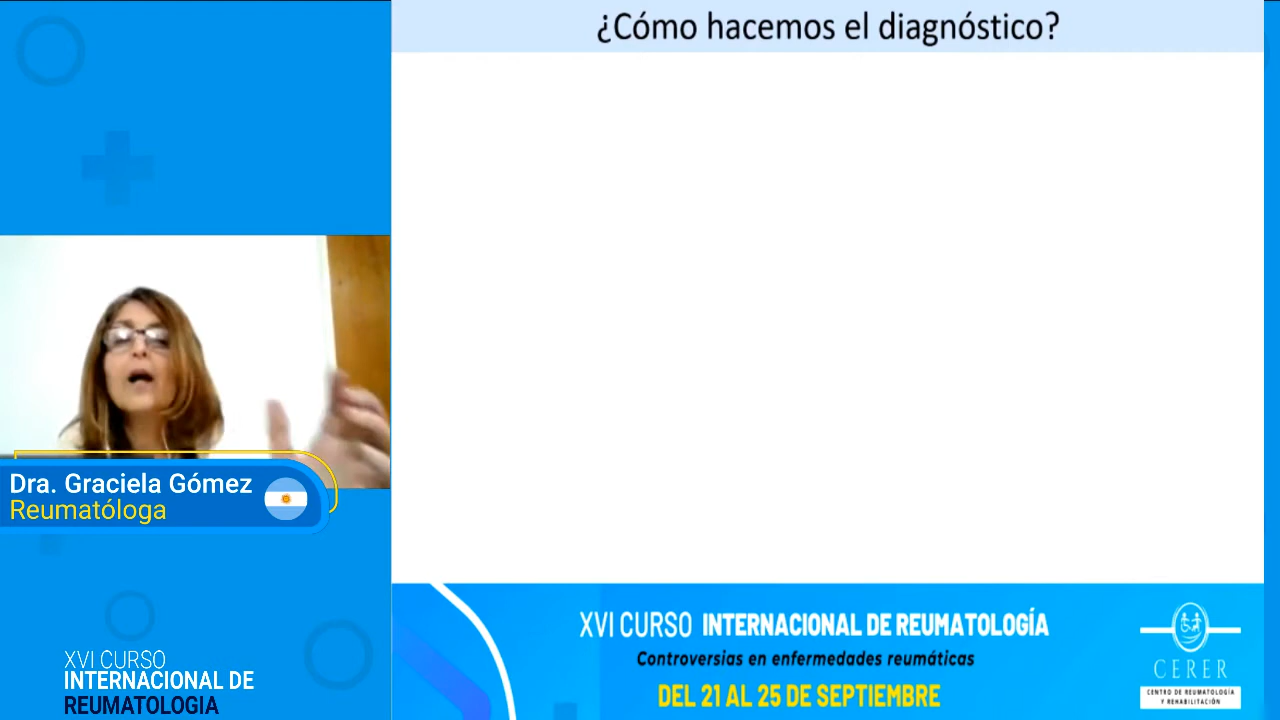 ¿Cómo hacemos el diagnóstico?
Dra. Graciela Gómez
Reumatóloga
XVI CURSO
INTERNACIONAL DE
REUMATOLOGIA
XVI CURSO INTERNACIONAL DE REUMATOLOGÍA
Controversias en enfermedades reumáticas
DEL 21 AL 25 DE SEPTIEMBRE
CERER
CENTRO DE REUMATOLOGÍA
Y REHABILITACIÓN